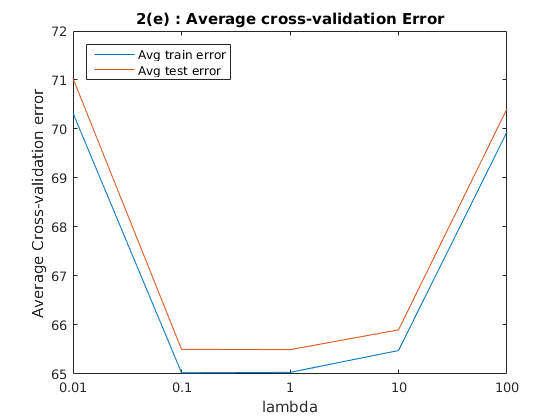 2(e) : Average cross-validation Error
Avg train error
Avg test error
Average Cross-validation error
72
71
70
69
68
67
66
65
0.01
0.1
1
10
100
lambda